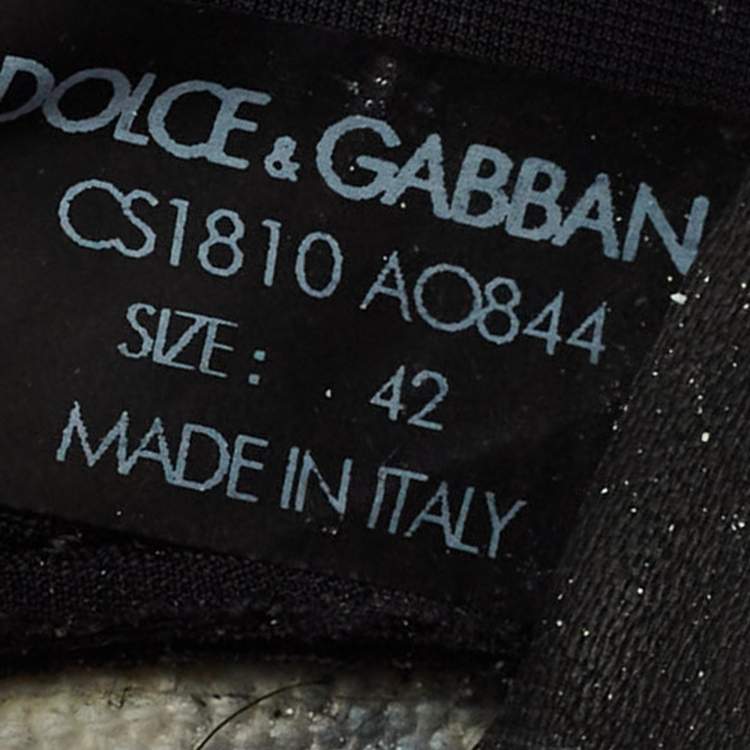 DOLCE & GABBAN
CS1810 AO844
SIZE: 42
MADE IN ITALY